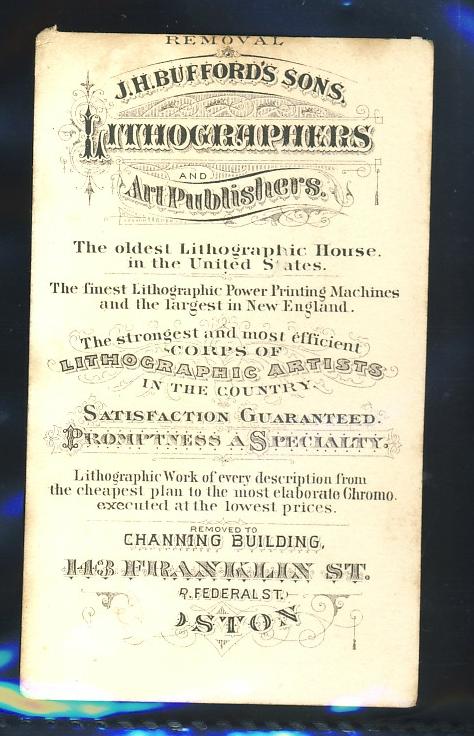 REMOVAL
J.H.BUFFORD'S SONS,
LITHOGRAPHERS
AND
Art Publishers.
The oldest Lithographic House.
in the United States.
The finest Lithographic Power Printing Machines
and the largest in New England.
The strongest and most efficient
CORPS OF
LITHOGRAPHIC ARTISTS
IN THE COUNTRY.
SATISFACTION GUARANTEED.
PROMPTNESS A SPECIALTY.
Lithographic Work of every description from
the cheapest plan to the most elaborate Chromo.
executed at the lowest prices.
REMOVED TO
CHANNING BUILDING,
143 FRANKLIN ST.
R. FEDERAL ST.
STON